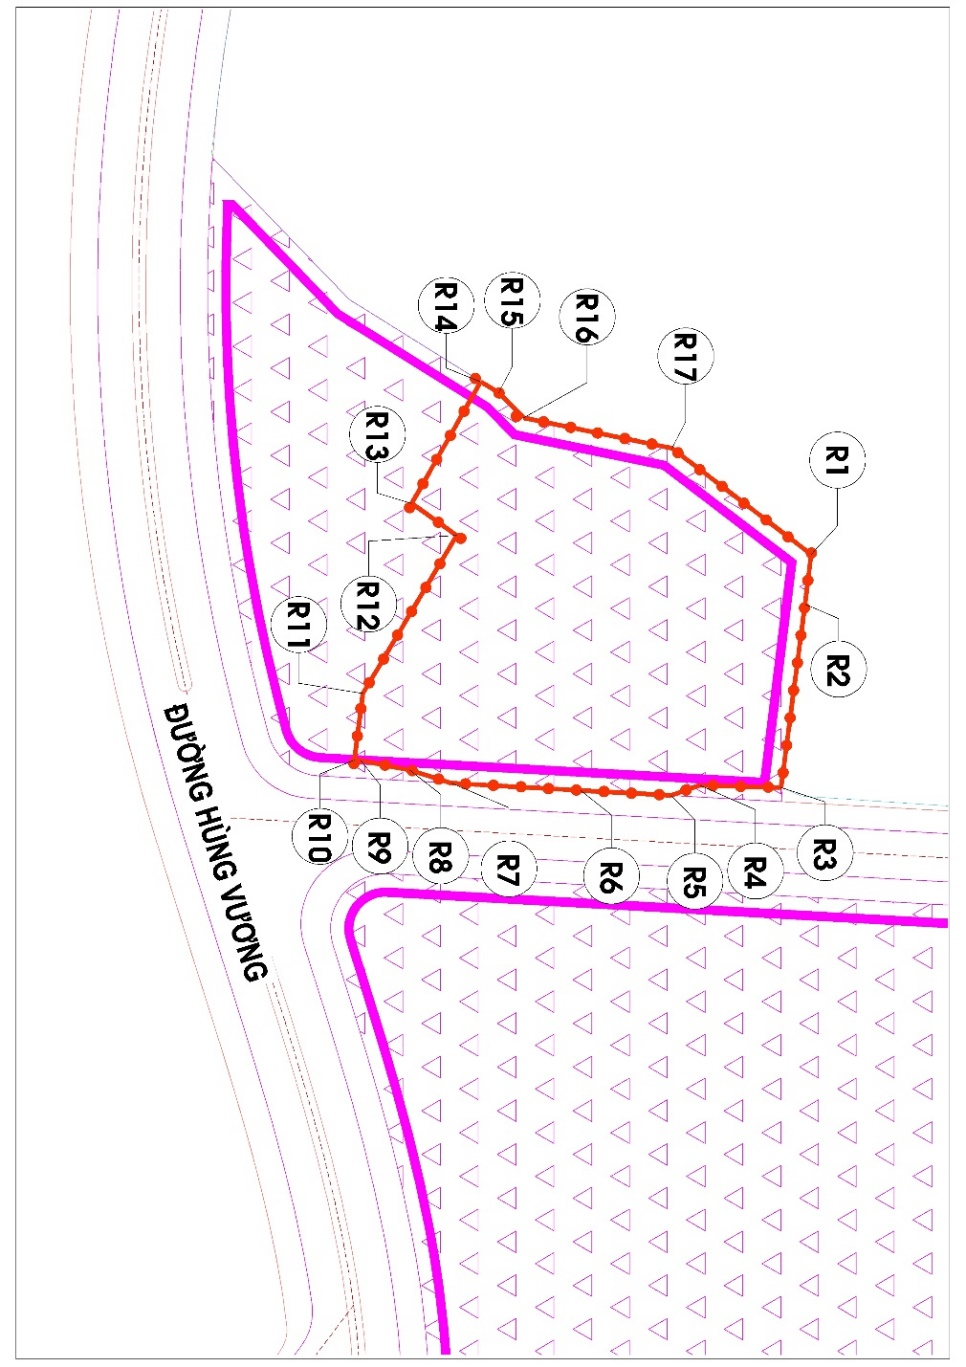 R1
R2
R3
R4
R5
R6
R7
R8
R9
R10
R11
R12
R13
R14
R15
R16
R17
ĐƯỜNG HÙNG VƯƠNG